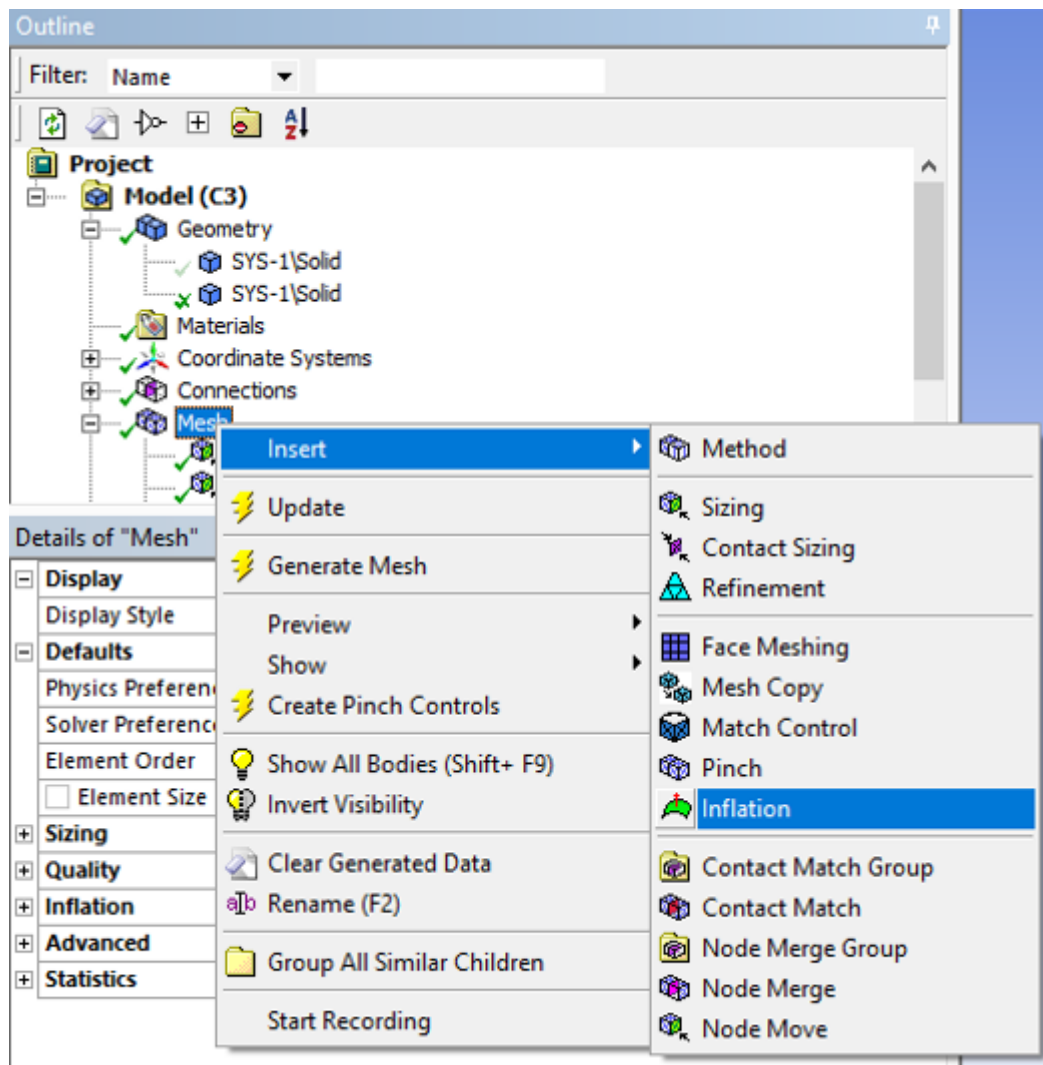 Outline
Filter: Name
Project
Model (C3)
Geometry
SYS-1\Solid
SYS-1\Solid
Materials
Coordinate Systems
Connections
Mesh
Insert
Update
Generate Mesh
Preview
Show
Create Pinch Controls
Show All Bodies (Shift+ F9)
Invert Visibility
Clear Generated Data
Rename (F2)
Group All Similar Children
Start Recording
Method
Sizing
Contact Sizing
Refinement
Face Meshing
Mesh Copy
Match Control
Pinch
Inflation
Contact Match Group
Contact Match
Node Merge Group
Node Merge
Node Move
Details of "Mesh"
Display
Display Style
Defaults
Physics Preferen
Solver Preferenc
Element Order
Element Size
Sizing
Quality
Inflation
Advanced
Statistics